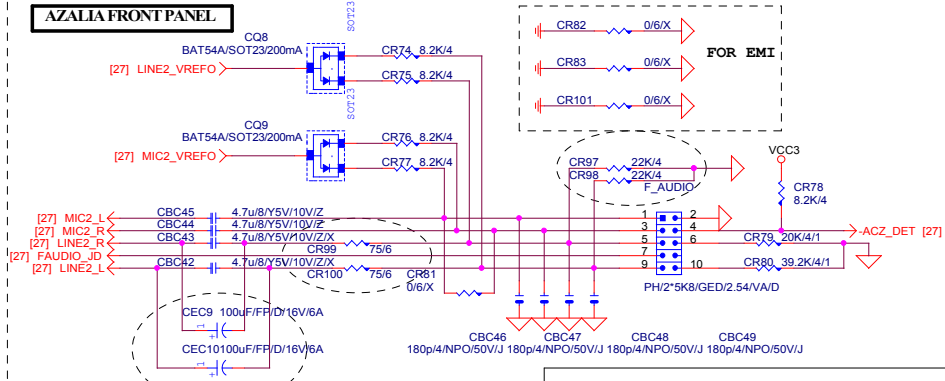 AZALIA FRONT PANEL
SOT23
CQ8
BAT54A/SOT23/200mA
[27] LINE2_VREFO
CR74 8.2K/4
CR75 8.2K/4
SOT23
CR82 0/6/X
CR83 0/6/X
CR101 0/6/X
FOR EMI
CQ9
BAT54A/SOT23/200mA
[27] MIC2_VREFO
CR76 8.2K/4
CR77 8.2K/4
CR97 22K/4
CR98 22K/4
F_AUDIO
VCC3
CR78
8.2K/4
[27] MIC2_L
CBC45 4.7u/8/Y5V/10V/Z
[27] MIC2_R
CBC44 4.7u/8/Y5V/10V/Z
[27] LINE2_R
CBC43 4.7u/8/Y5V/10V/Z/X
[27] FAUDIO_JD
CR99 75/6
[27] LINE2_L
CBC42 4.7u/8/Y5V/10V/Z/X
CR100 75/6
CR81
0/6/X
1 2
3 4
5 6
7
9 10
-ACZ_DET [27]
CR79 20K/4/1
CR80 39.2K/4/1
PH/2*5K8/GED/2.54/VA/D
CEC9 100uF/FP/D/16V/6A
1
+
CEC10 100uF/FP/D/16V/6A
1
+
CBC46 CBC47 CBC48 CBC49
180p/4/NPO/50V/J 180p/4/NPO/50V/J 180p/4/NPO/50V/J 180p/4/NPO/50V/J